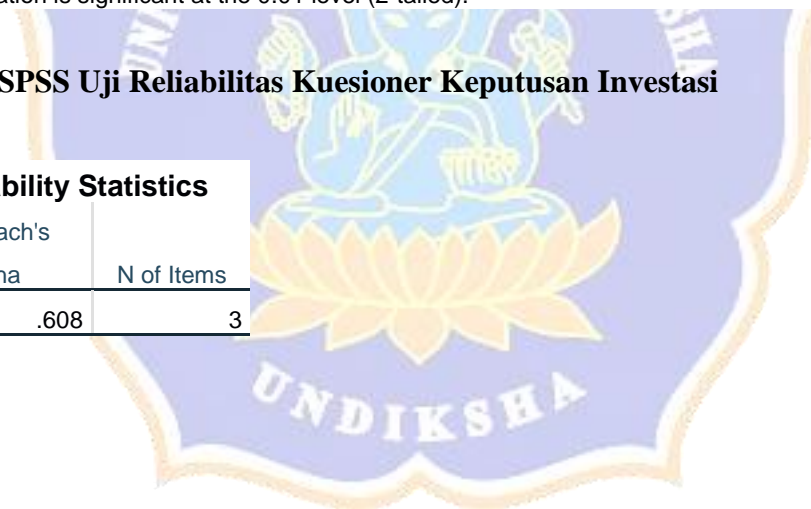 ation is significant at the 0.01 level (2-tailed).
SPSS Uji Reliabilitas Kuesioner Keputusan Investasi
bility Statistics
ach's
na N of Items
.608 3
UNDIKSHA